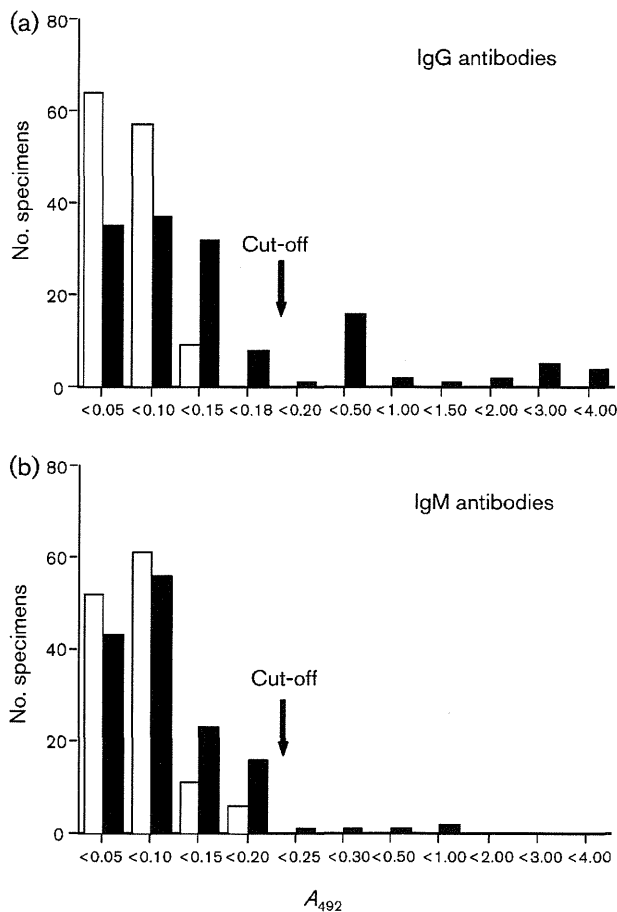 (a)
80
60
40
20
0
No. specimens
IgG antibodies
Cut-off
<0.05 <0.10 <0.15 <0.18 <0.20 <0.50 <1.00 <1.50 <2.00 <3.00 <4.00
(b)
80
60
40
20
0
No. specimens
IgM antibodies
Cut-off
<0.05 <0.10 <0.15 <0.20 <0.25 <0.30 <0.50 <1.00 <2.00 <3.00 <4.00
A492